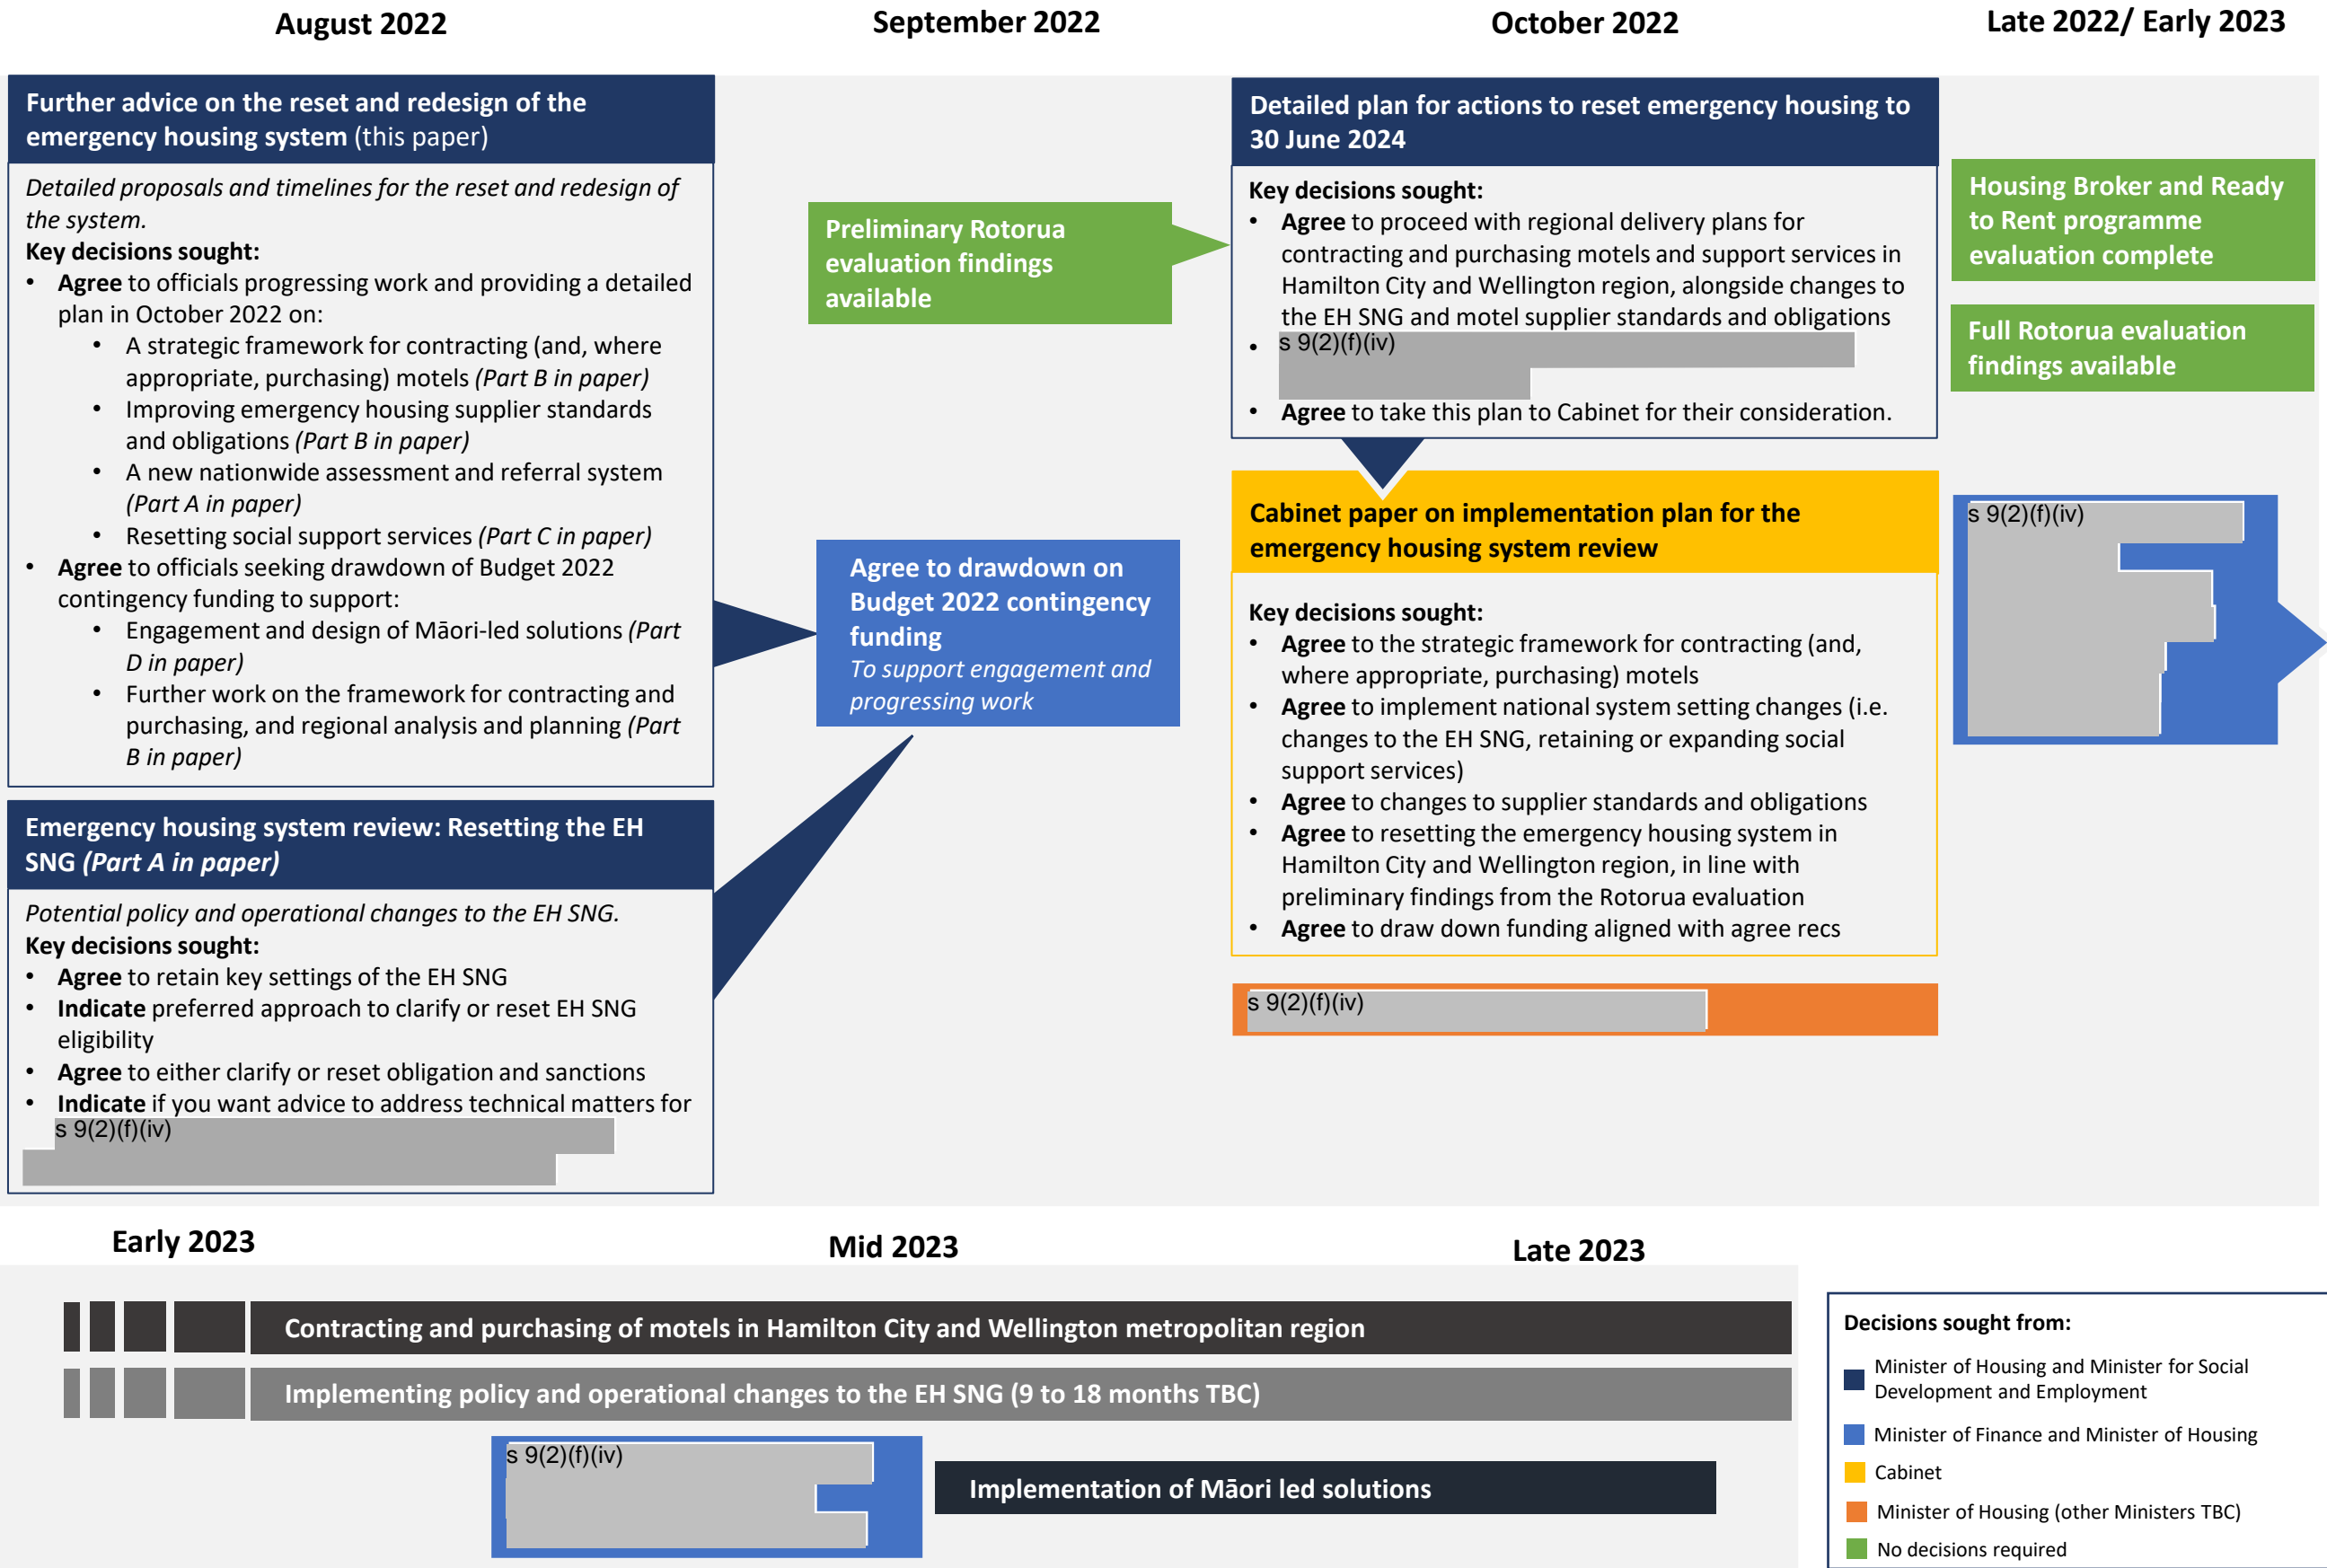 August 2022
September 2022
October 2022
Late 2022/ Early 2023
Further advice on the reset and redesign of the
emergency housing system (this paper)
Detailed proposals and timelines for the reset and redesign of
the system.
Key decisions sought:
• Agree to officials progressing work and providing a detailed
plan in October 2022 on:
• A strategic framework for contracting (and, where
appropriate, purchasing) motels (Part B in paper)
• Improving emergency housing supplier standards
and obligations (Part B in paper)
• A new nationwide assessment and referral system
(Part A in paper)
• Resetting social support services (Part C in paper)
• Agree to officials seeking drawdown of Budget 2022
contingency funding to support:
• Engagement and design of Māori-led solutions (Part
D in paper)
• Further work on the framework for contracting and
purchasing, and regional analysis and planning (Part
B in paper)
Emergency housing system review: Resetting the EH
SNG (Part A in paper)
Potential policy and operational changes to the EH SNG.
Key decisions sought:
• Agree to retain key settings of the EH SNG
• Indicate preferred approach to clarify or reset EH SNG
eligibility
• Agree to either clarify or reset obligation and sanctions
• Indicate if you want advice to address technical matters for
s 9(2)(f)(iv)
Preliminary Rotorua
evaluation findings
available
Agree to drawdown on
Budget 2022 contingency
funding
To support engagement and
progressing work
Detailed plan for actions to reset emergency housing to
30 June 2024
Key decisions sought:
• Agree to proceed with regional delivery plans for
contracting and purchasing motels and support services in
Hamilton City and Wellington region, alongside changes to
the EH SNG and motel supplier standards and obligations
• s 9(2)(f)(iv)
• Agree to take this plan to Cabinet for their consideration.
Cabinet paper on implementation plan for the
emergency housing system review
Key decisions sought:
• Agree to the strategic framework for contracting (and,
where appropriate, purchasing) motels
• Agree to implement national system setting changes (i.e.
changes to the EH SNG, retaining or expanding social
support services)
• Agree to changes to supplier standards and obligations
• Agree to resetting the emergency housing system in
Hamilton City and Wellington region, in line with
preliminary findings from the Rotorua evaluation
• Agree to draw down funding aligned with agree recs
s 9(2)(f)(iv)
Housing Broker and Ready
to Rent programme
evaluation complete
Full Rotorua evaluation
findings available
s 9(2)(f)(iv)
Early 2023
Mid 2023
Late 2023
Contracting and purchasing of motels in Hamilton City and Wellington metropolitan region
Implementing policy and operational changes to the EH SNG (9 to 18 months TBC)
s 9(2)(f)(iv)
Implementation of Māori led solutions
Decisions sought from:
Minister of Housing and Minister for Social
Development and Employment
Minister of Finance and Minister of Housing
Cabinet
Minister of Housing (other Ministers TBC)
No decisions required